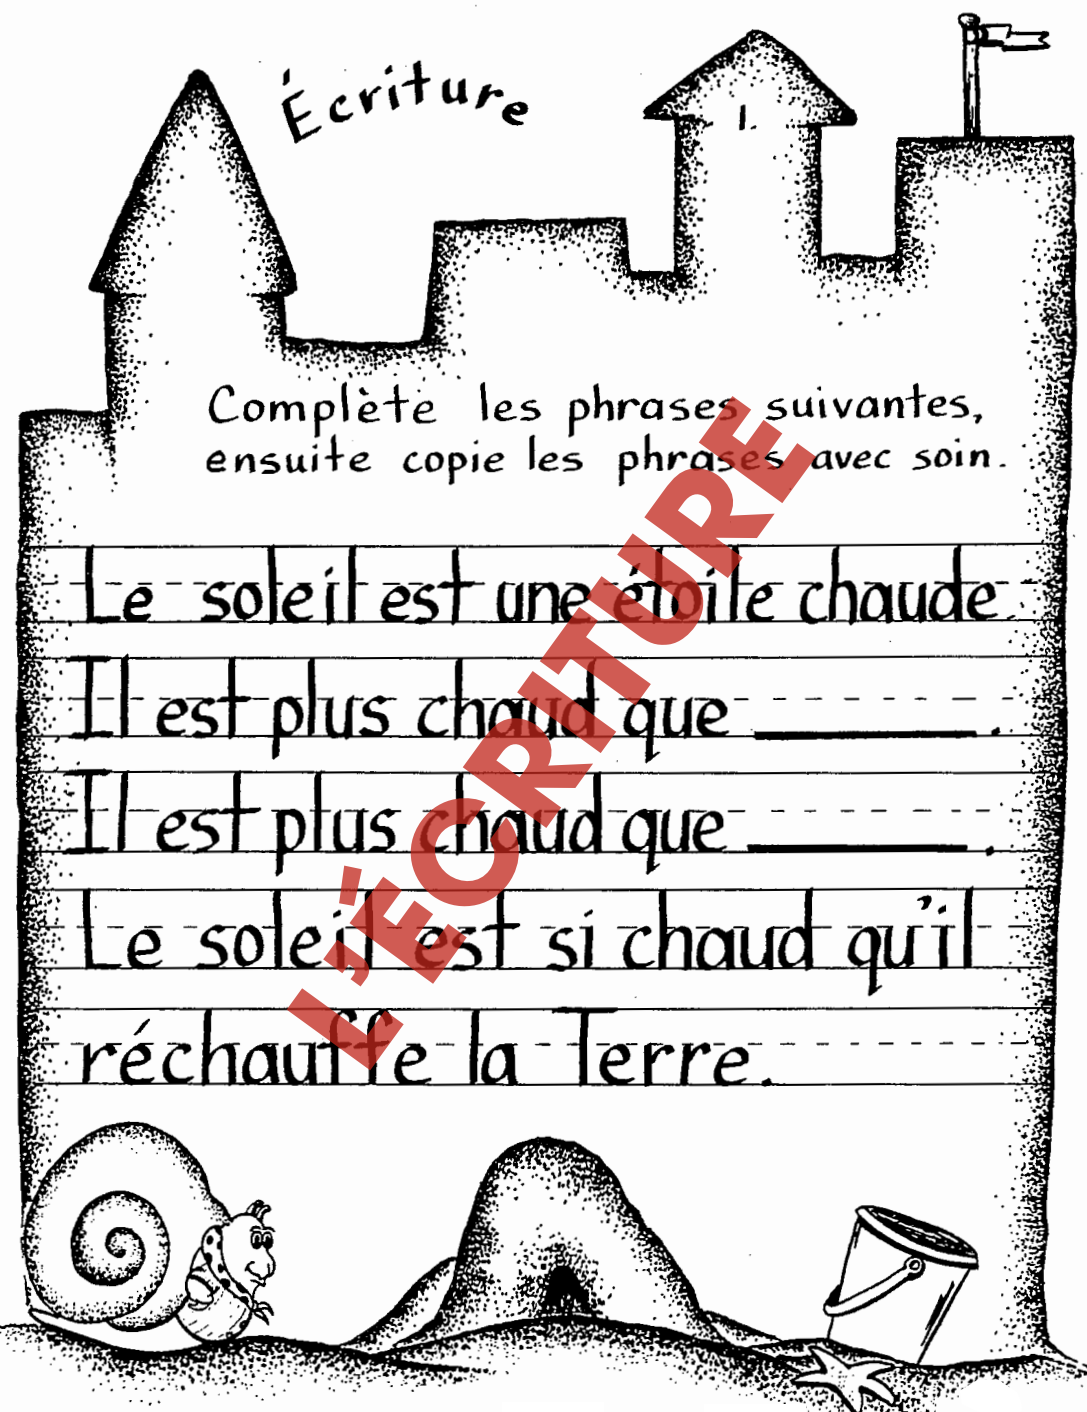 Écriture
1.
Complète les phrases suivantes,
ensuite copie les phrases avec soin.
Le soleil est une étoile chaude.
Il est plus chaud que ________ .
Il est plus chaud que ________ .
Le soleil est si chaud qu'il
réchauffe la Terre.
L'ÉCRITURE